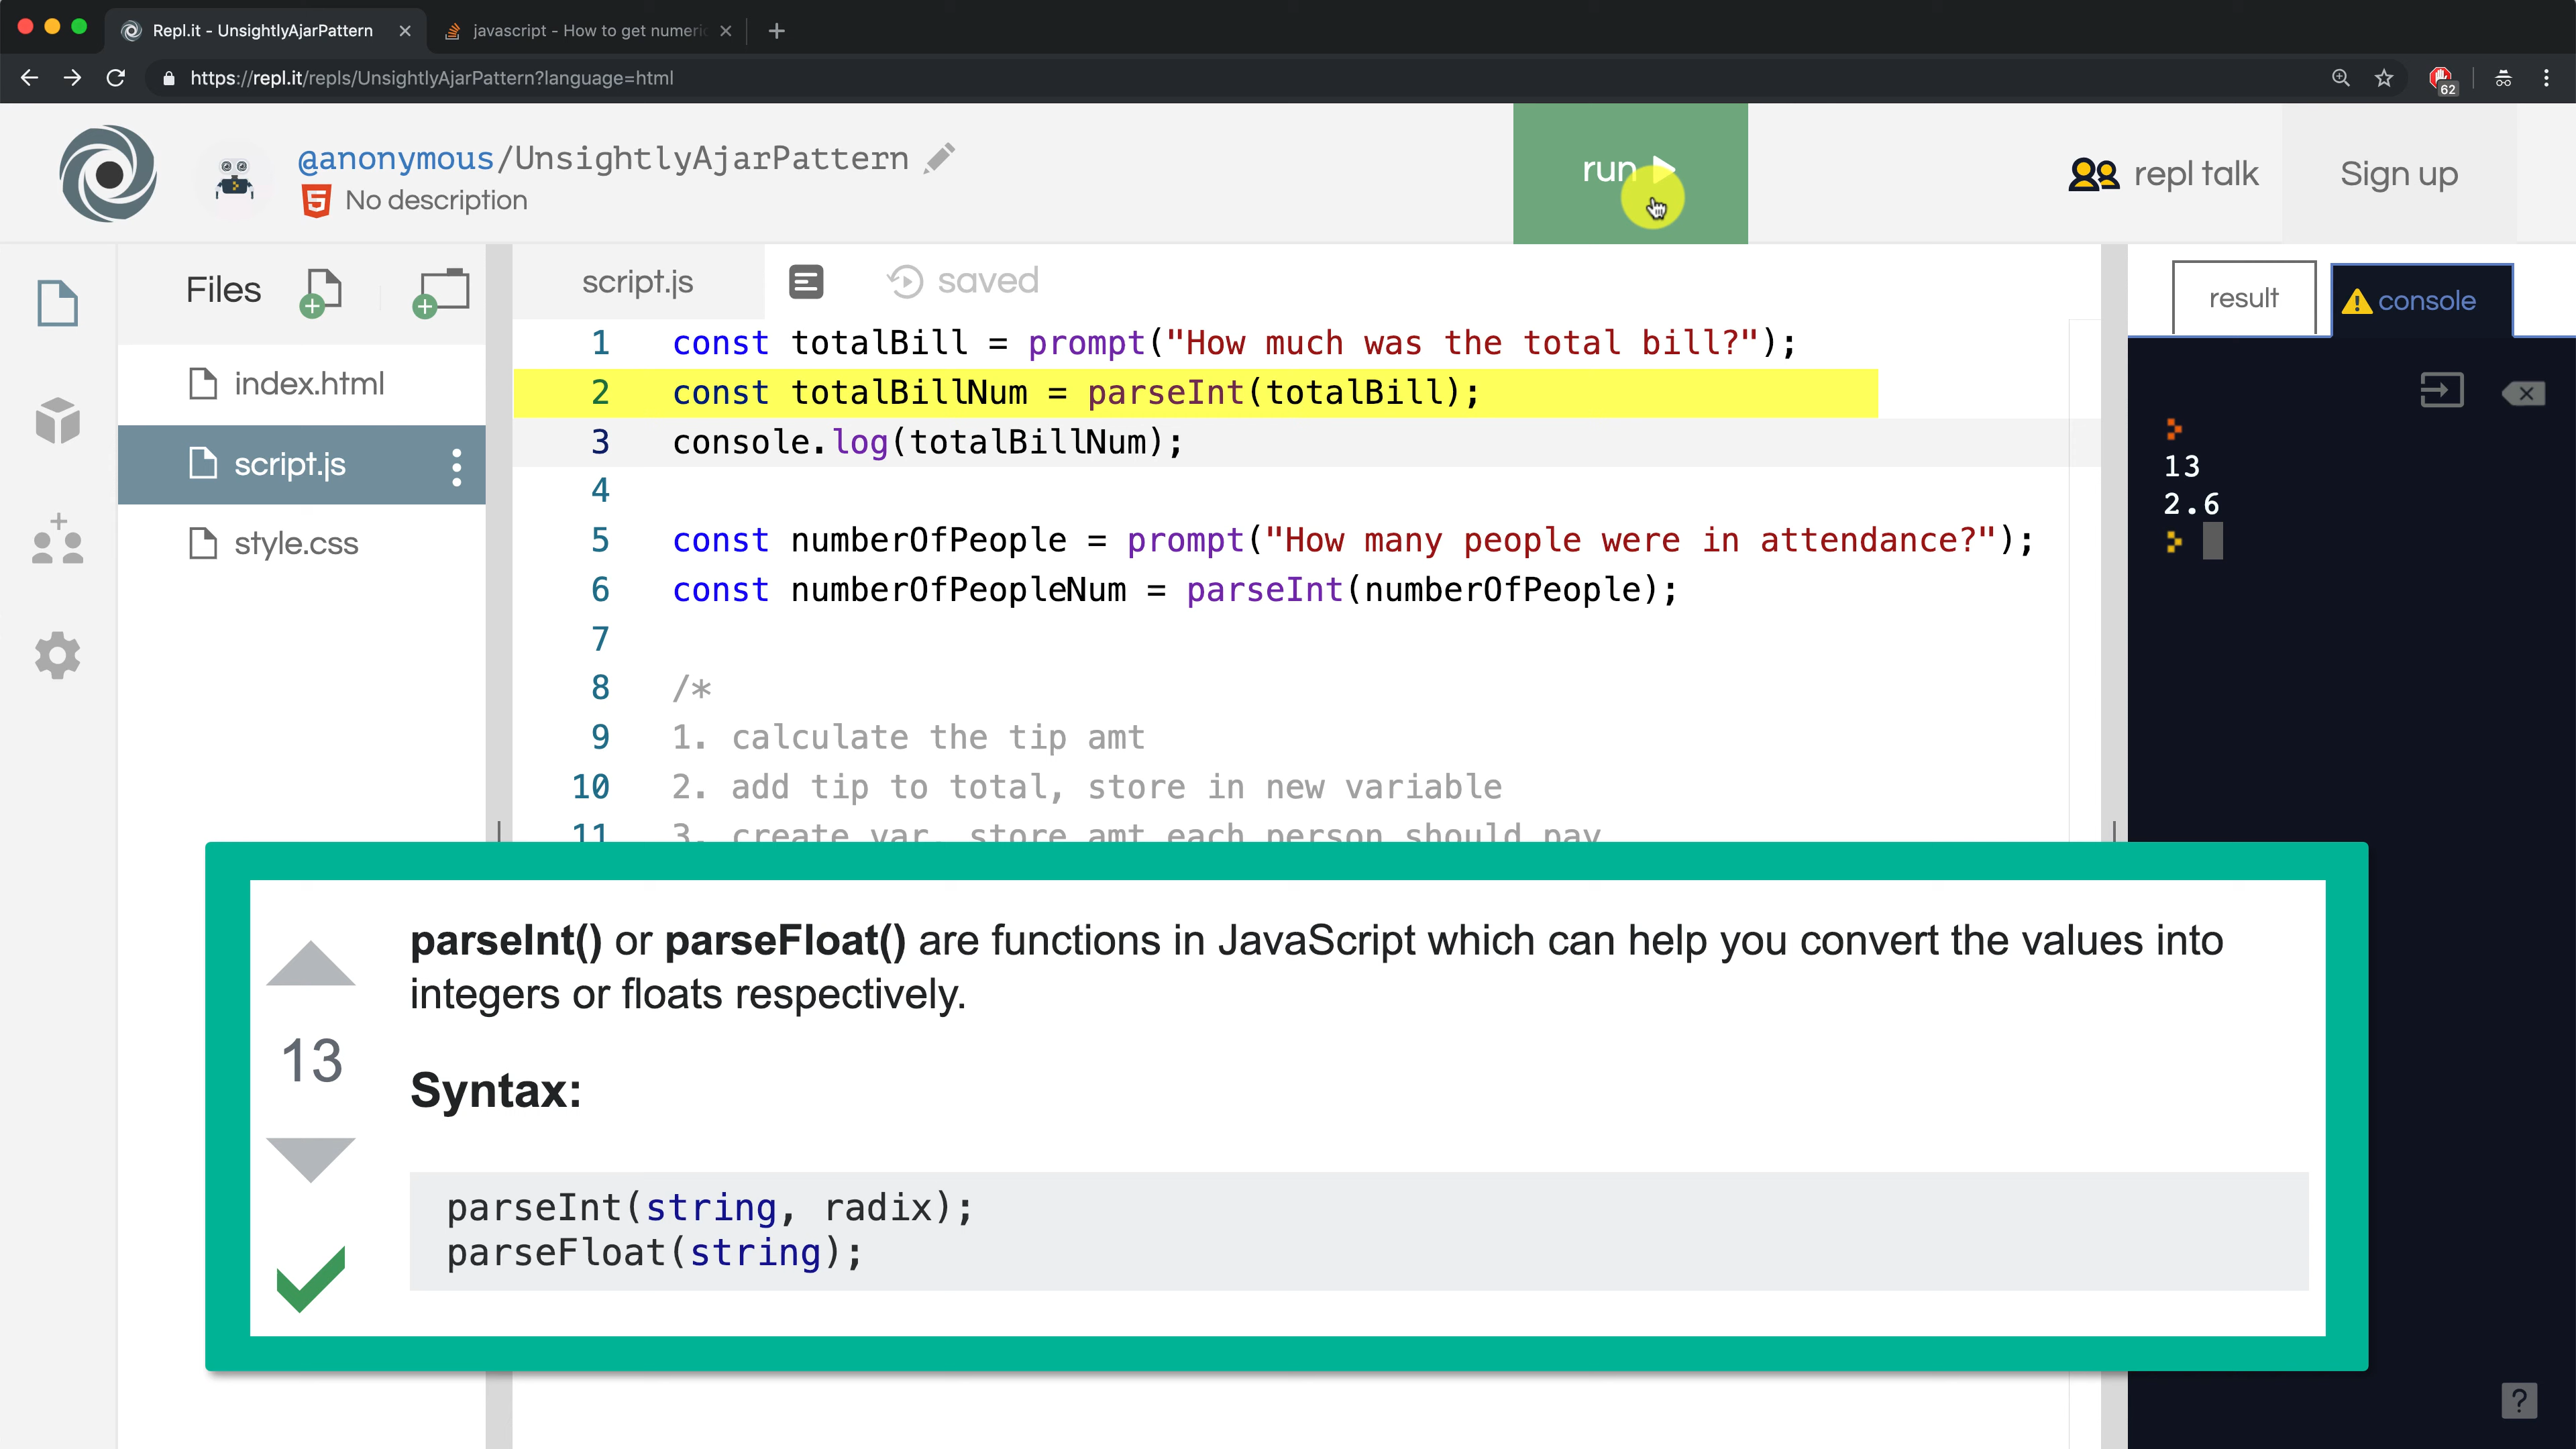 Repl.it - UnsightlyAjarPattern
javascript - How to get numeric
https://repl.it/repls/UnsightlyAjarPattern?language=html
62
@anonymous/UnsightlyAjarPattern
5 No description
run
repl talk
Sign up
Files
script.js
saved
result
console
index.html
script.js
style.css
1 const totalBill = prompt("How much was the total bill?");
2 const totalBillNum = parseInt(totalBill);
3 console.log(totalBillNum);
4
5 const numberOfPeople = prompt("How many people were in attendance?");
6 const numberOfPeopleNum = parseInt(numberOfPeople);
7
8 /*
9 1. calculate the tip amt
10 2. add tip to total, store in new variable
11 3. create var, store amt each person should pay
13
2.6
parseInt() or parseFloat() are functions in JavaScript which can help you convert the values into
integers or floats respectively.
13
Syntax:
parseInt(string, radix);
parseFloat(string);
?